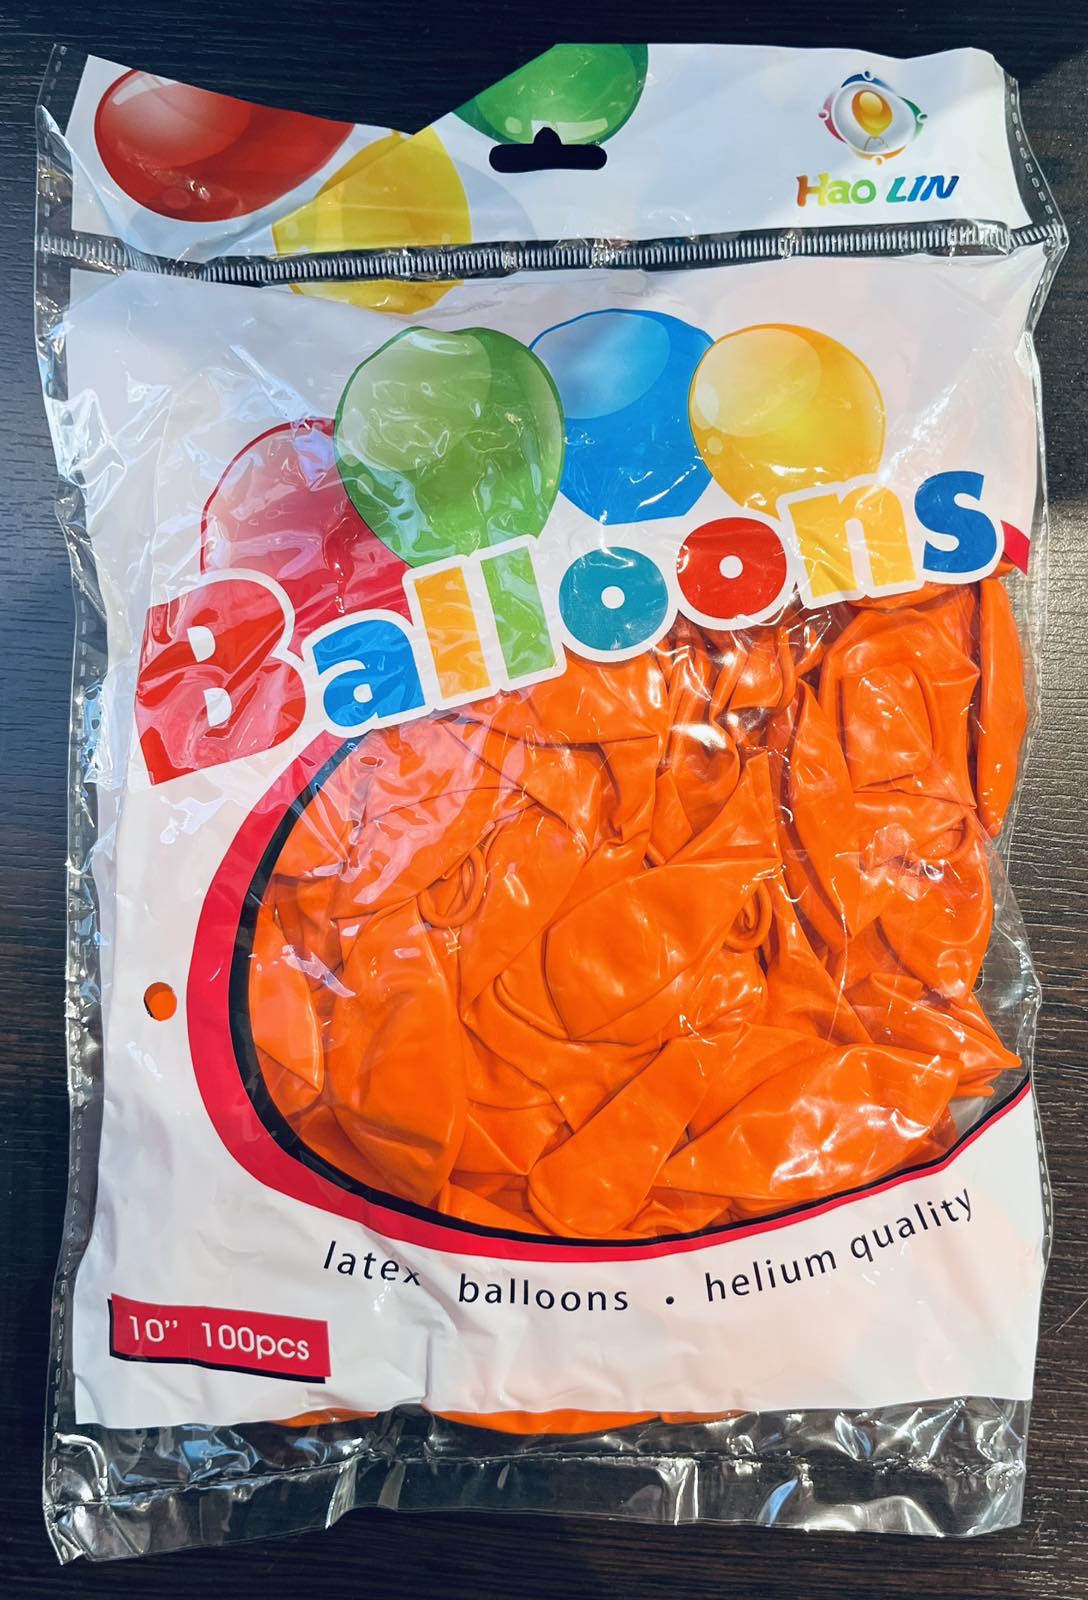 Hao LIN
Balloons
latex balloons . helium quality
10” 100pcs